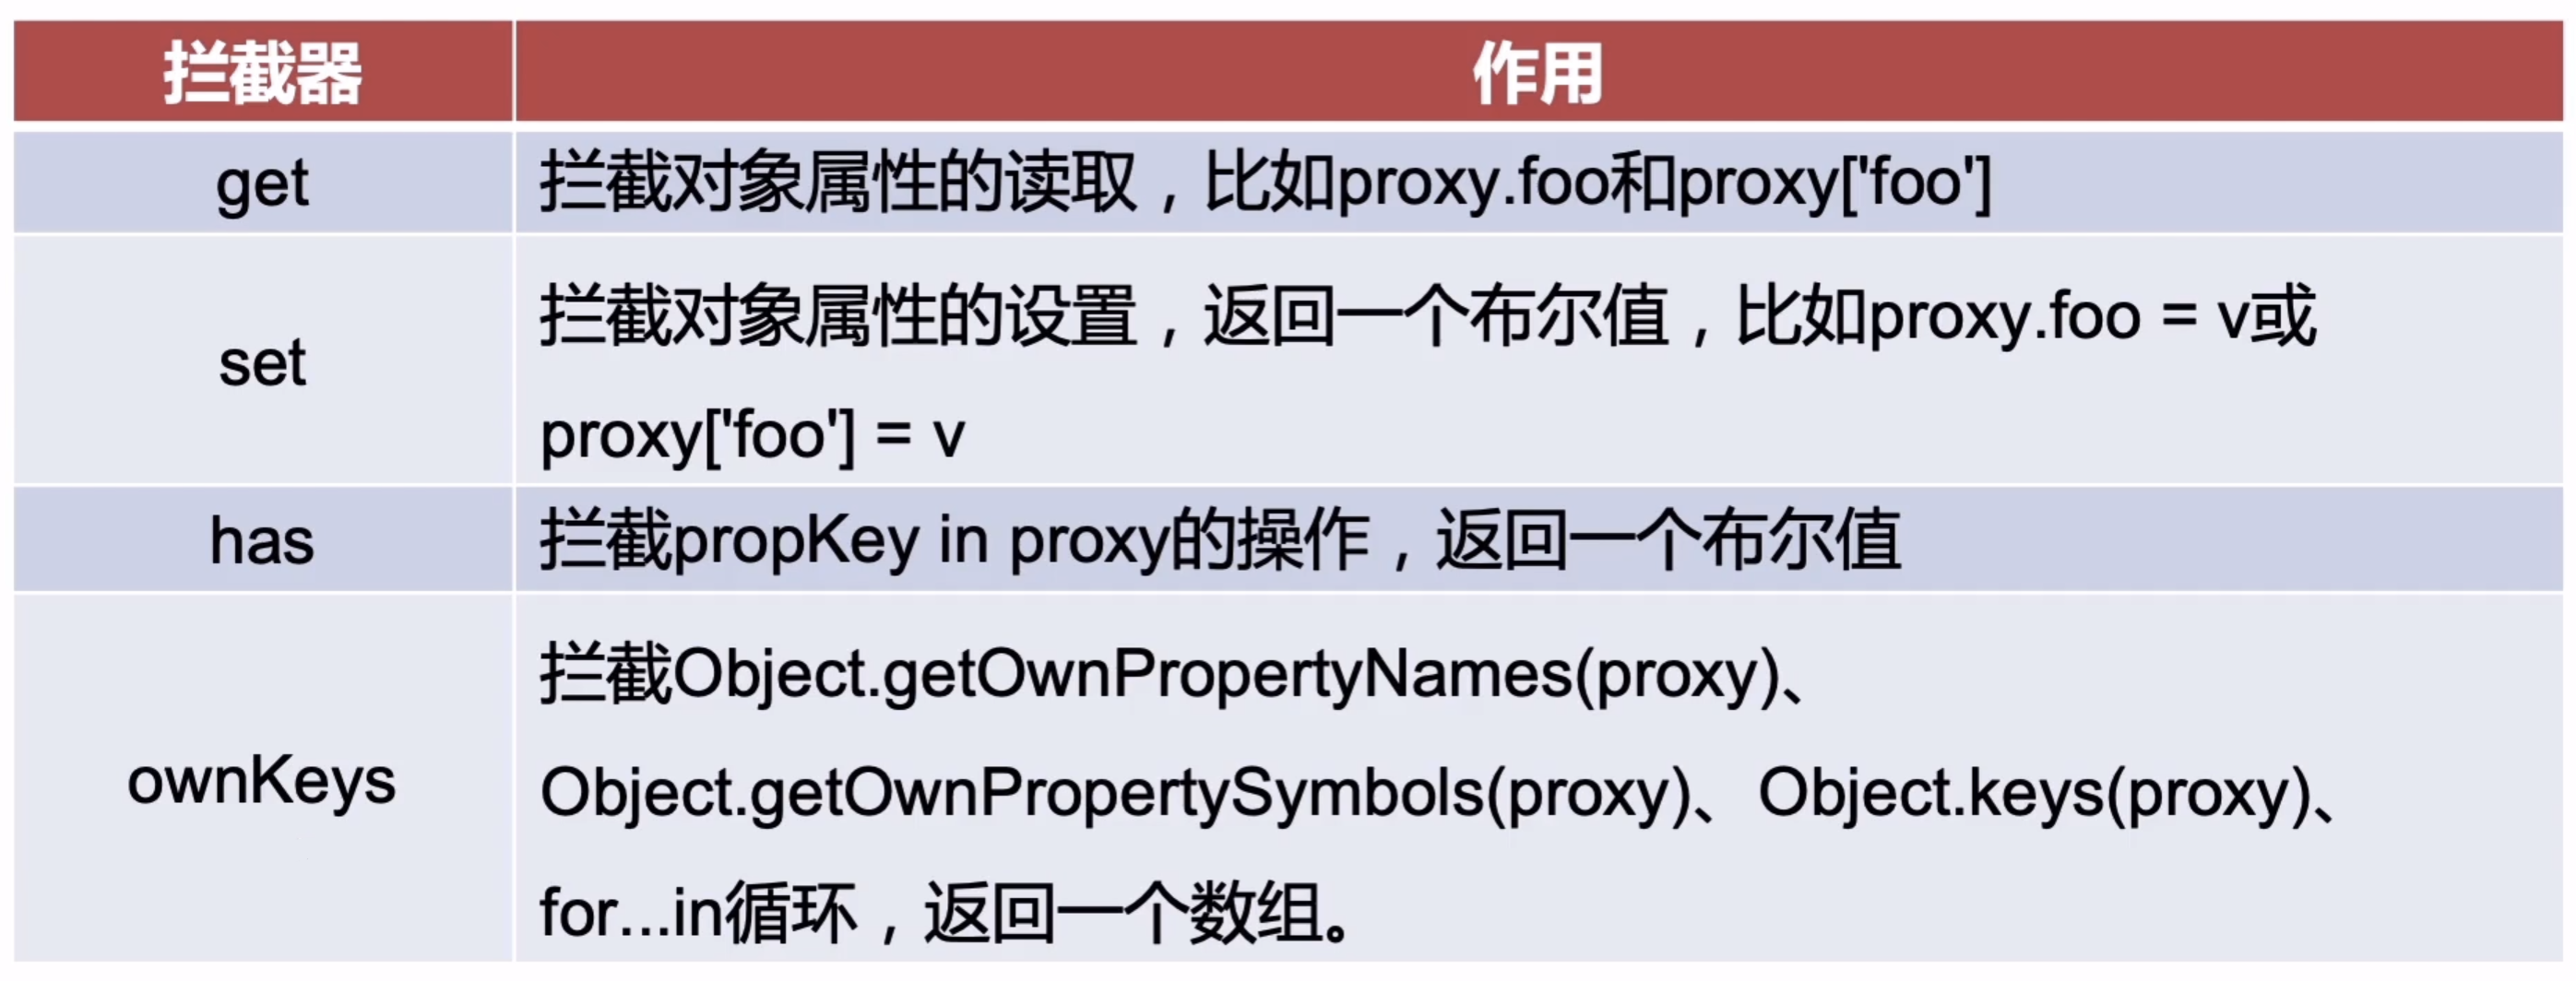 拦截器 作用
get 拦截对象属性的读取，比如proxy.foo和proxy['foo']
set 拦截对象属性的设置，返回一个布尔值，比如proxy.foo = v或
proxy['foo'] = v
has 拦截propKey in proxy的操作，返回一个布尔值
ownKeys 拦截Object.getOwnPropertyNames(proxy)、
Object.getOwnPropertySymbols(proxy)、Object.keys(proxy)、
for...in循环，返回一个数组。